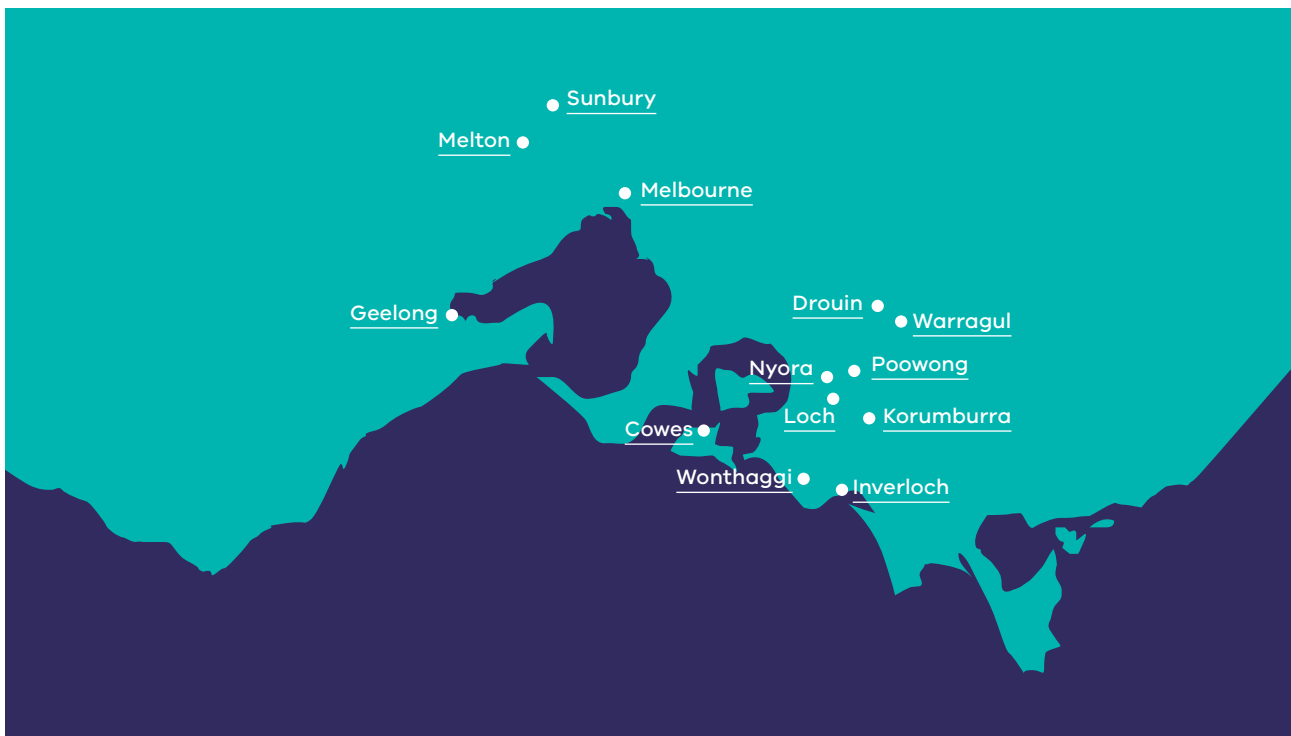 Sunbury
Melton
Melbourne
Drouin
Geelong
Warragul
Nyora
Poowong
Loch
Korumburra
Cowes
Wonthaggi
Inverloch